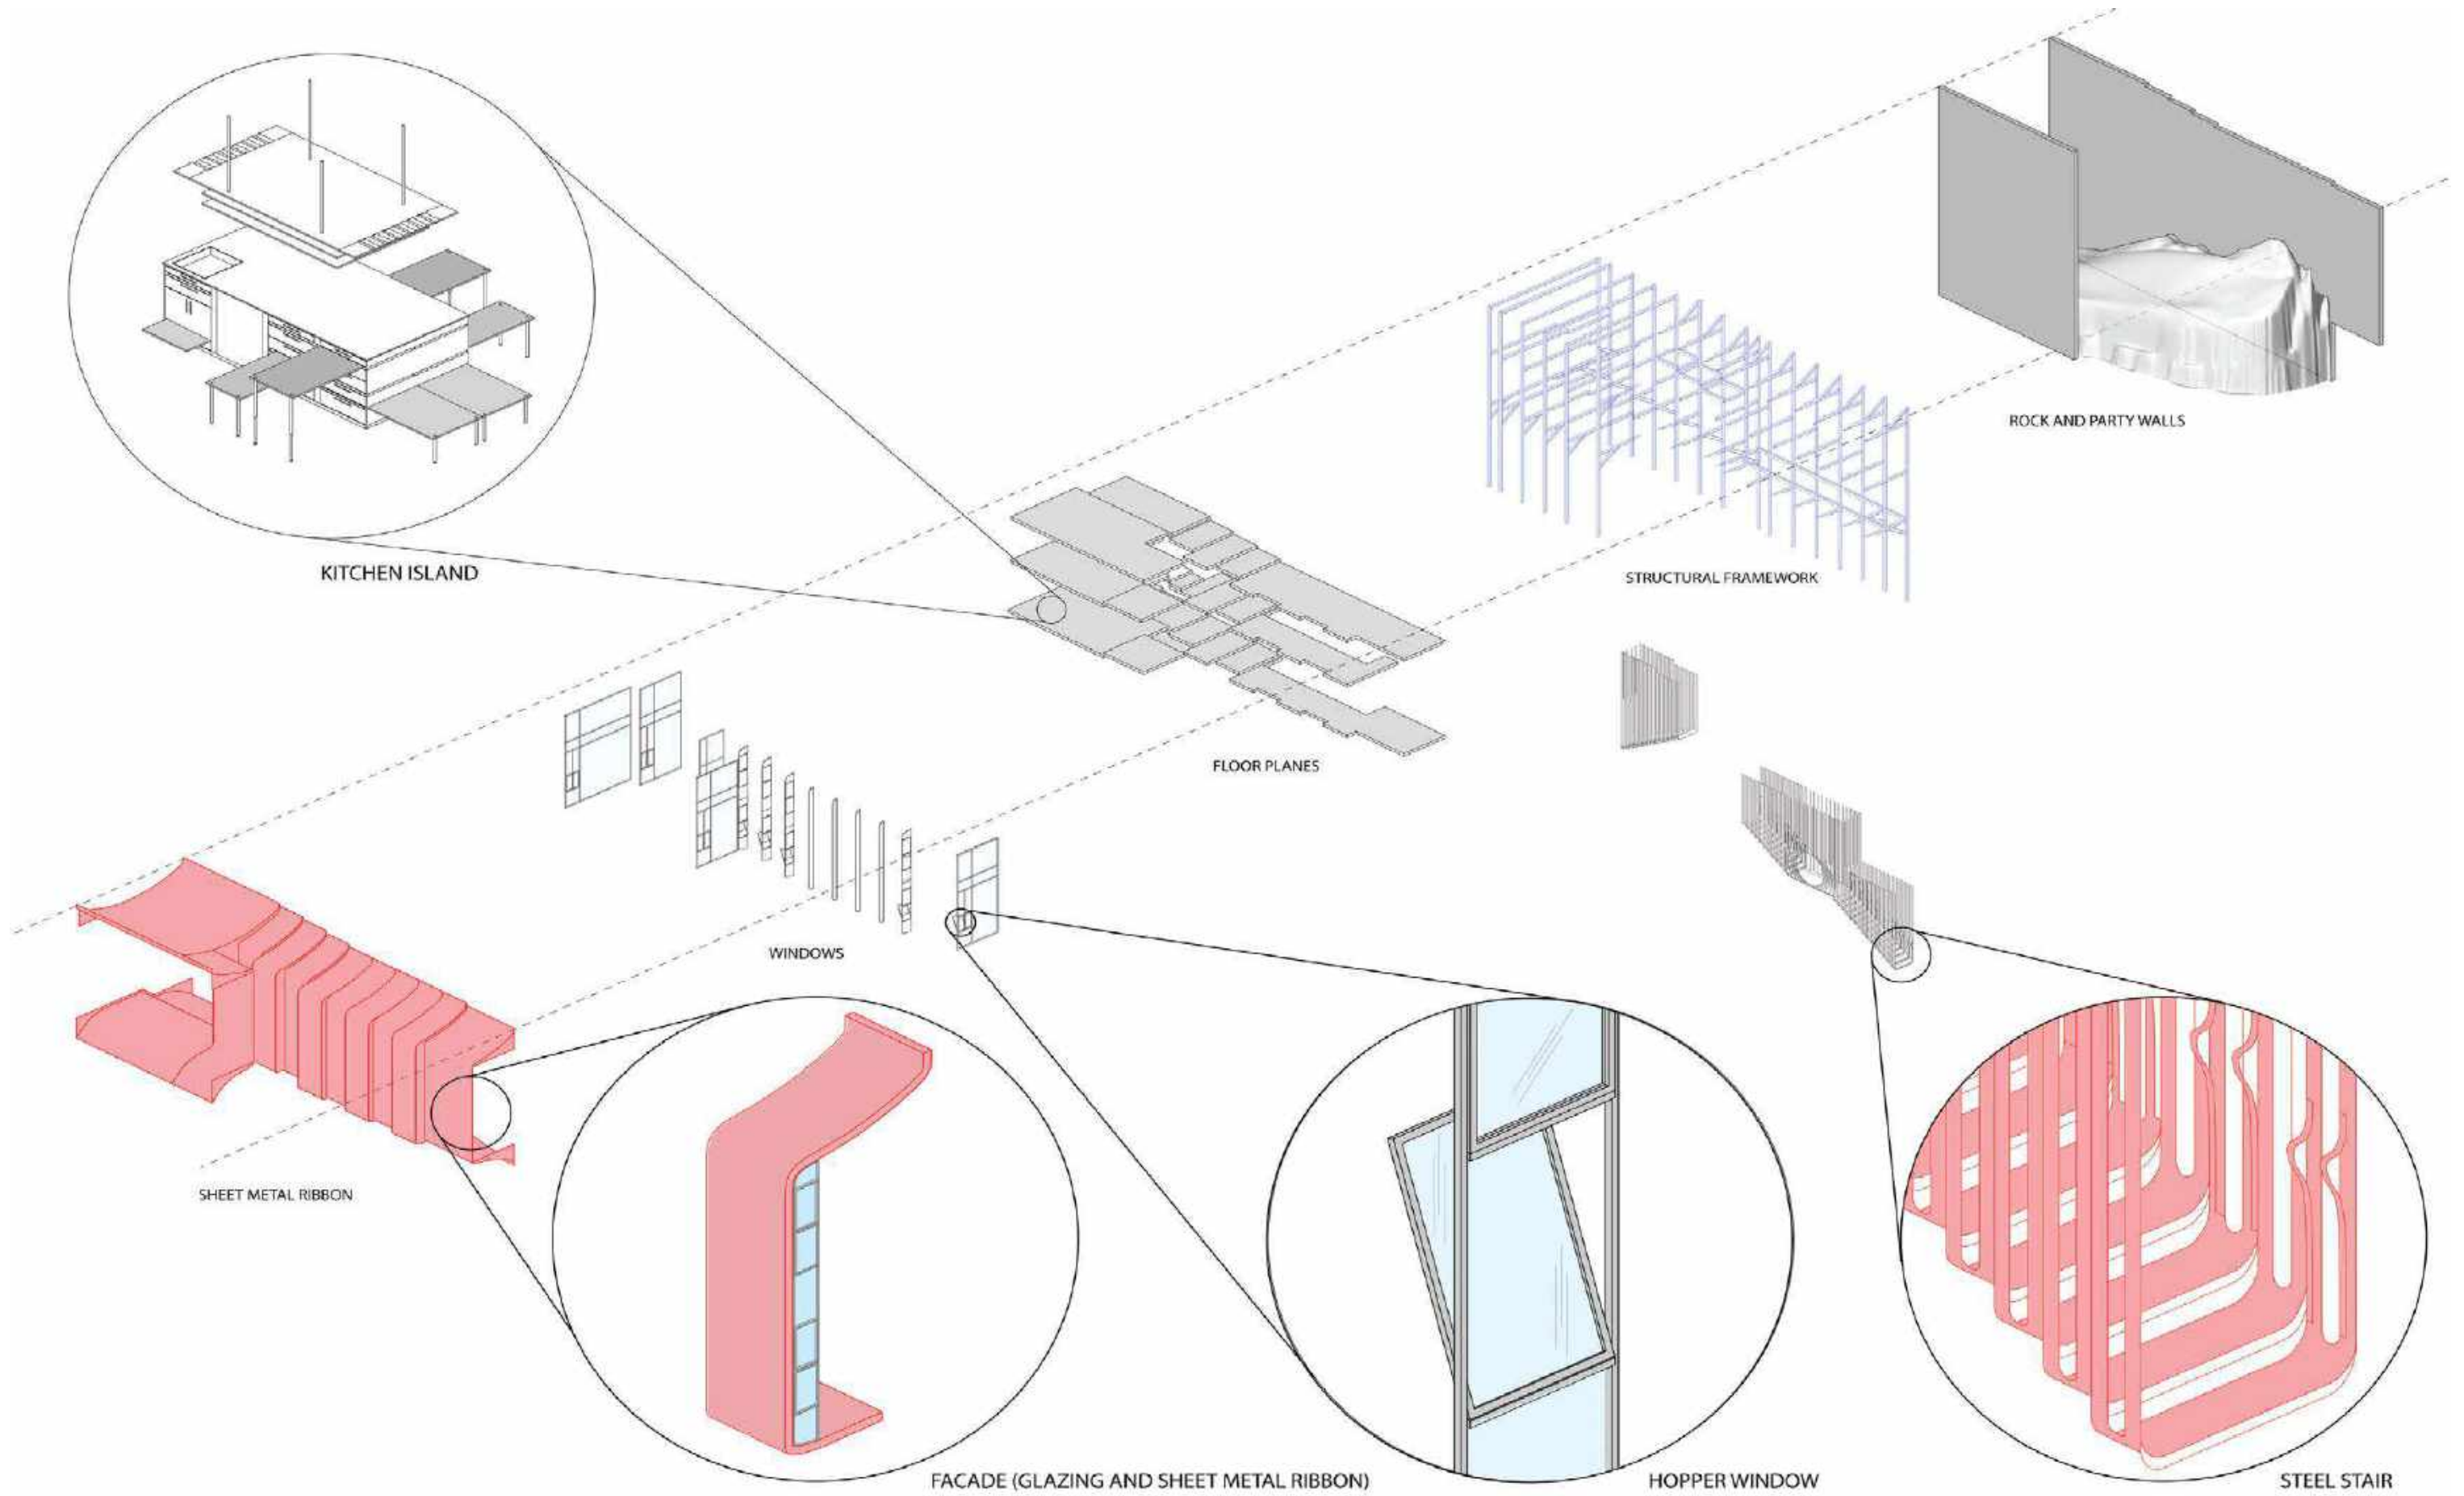 ROCK AND PARTY WALLS
KITCHEN ISLAND
STRUCTURAL FRAMEWORK
FLOOR PLANES
WINDOWS
SHEET METAL RIBBON
FACADE (GLAZING AND SHEET METAL RIBBON)
HOPPER WINDOW
STEEL STAIR